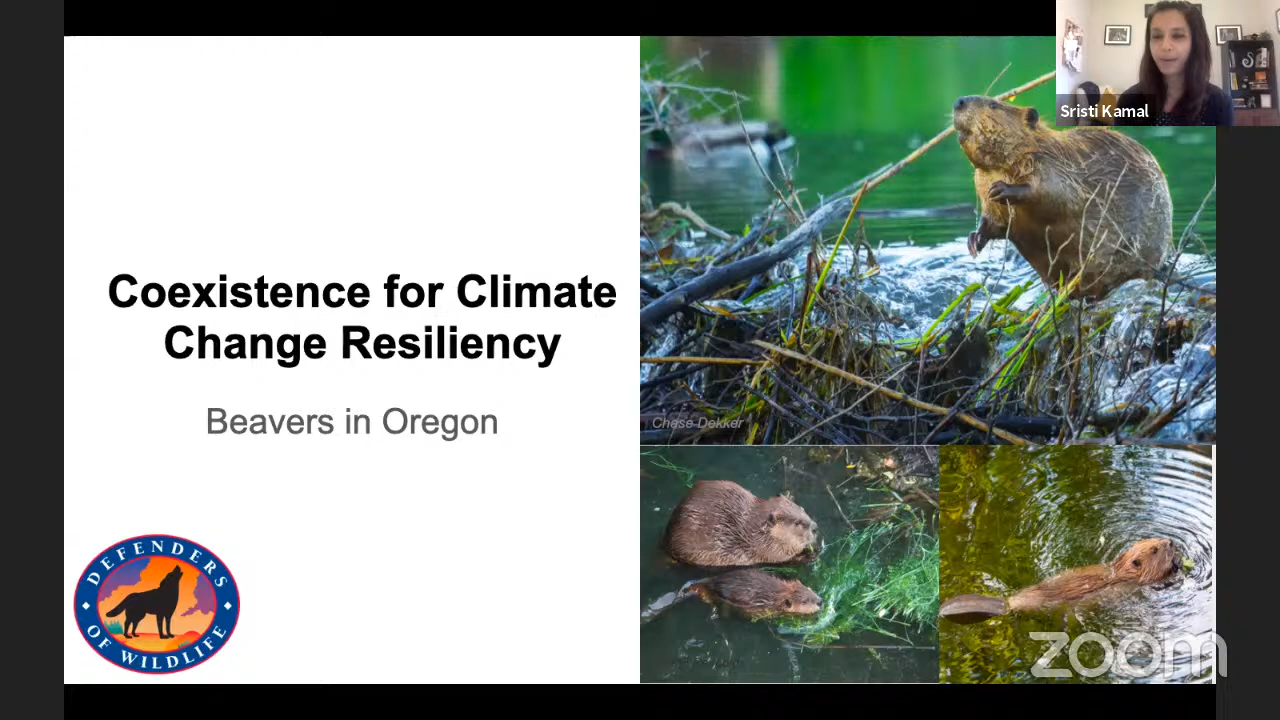 Sristi Kamal
Coexistence for Climate
Change Resiliency
Beavers in Oregon
Chase Dekker
DEFENDERS
OF WILDLIFE
zoom